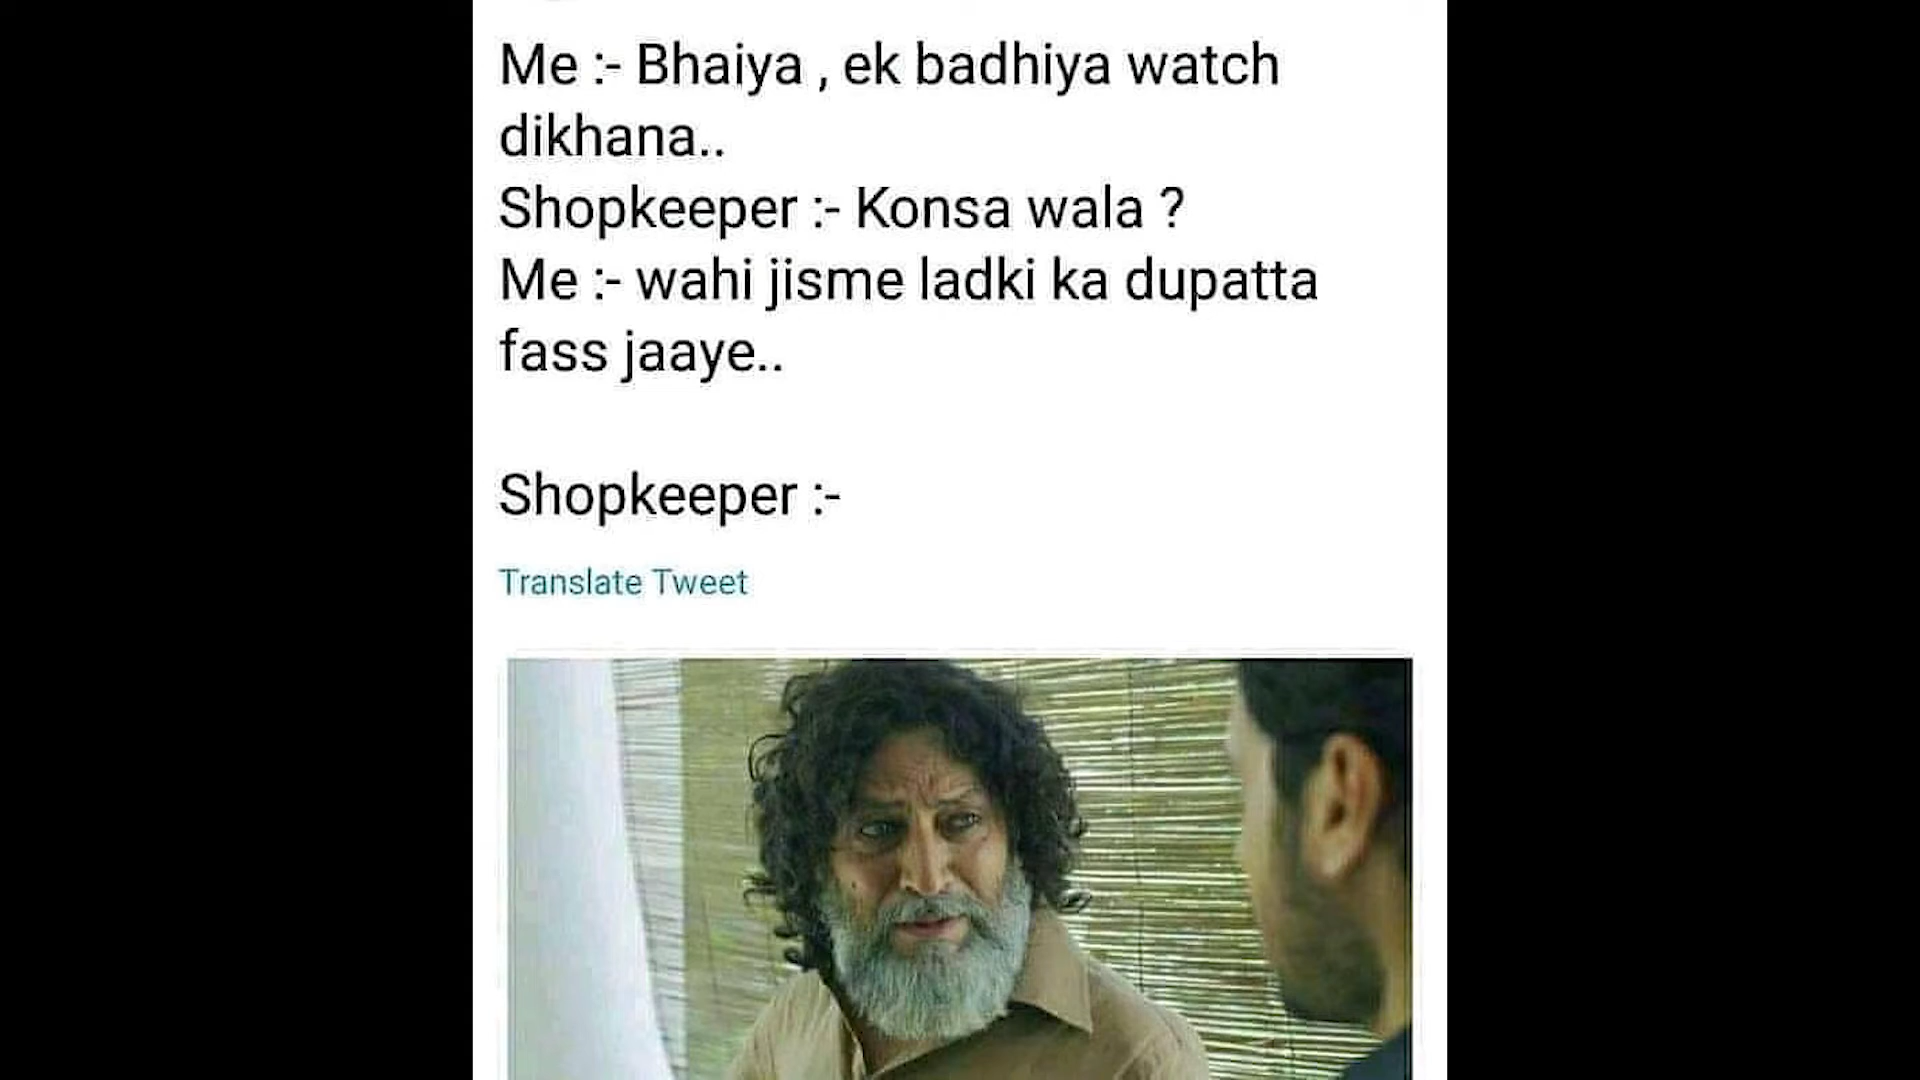 Me :- Bhaiya , ek badhiya watch
dikhana..
Shopkeeper :- Konsa wala ?
Me :- wahi jisme ladki ka dupatta
fass jaaye..
Shopkeeper :-
Translate Tweet